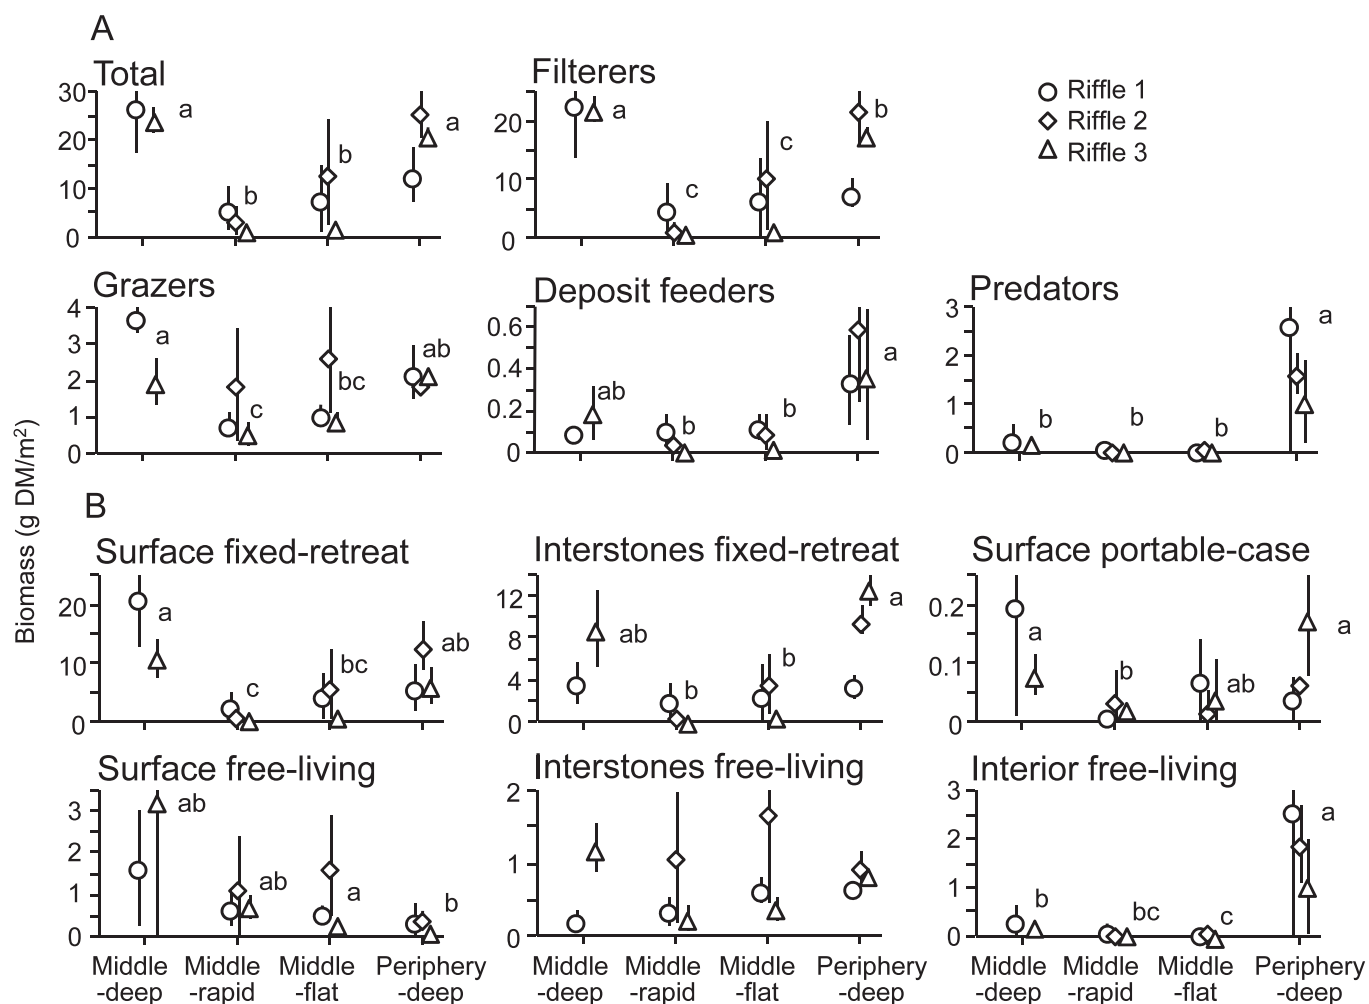 A
Total
30
20
10
0
a
b
b
a
Filterers
20
10
0
a
c
c
b
Riffle 1
Riffle 2
Riffle 3
Grazers
4
3
2
1
0
a
c
bc
ab
Deposit feeders
0.6
0.4
0.2
0
ab
b
b
a
Predators
3
2
1
0
b
b
b
a
Biomass (g DM/m²)
B
Surface fixed-retreat
20
10
0
a
c
bc
ab
Interstones fixed-retreat
12
8
4
0
ab
b
b
a
Surface portable-case
0.2
0.1
0
a
b
ab
a
Surface free-living
3
2
1
0
ab
ab
a
b
Interstones free-living
2
1
0
Interior free-living
3
2
1
0
b
bc
c
a
Middle
-deep
Middle
-rapid
Middle
-flat
Periphery
-deep
Middle
-deep
Middle
-rapid
Middle
-flat
Periphery
-deep
Middle
-deep
Middle
-rapid
Middle
-flat
Periphery
-deep